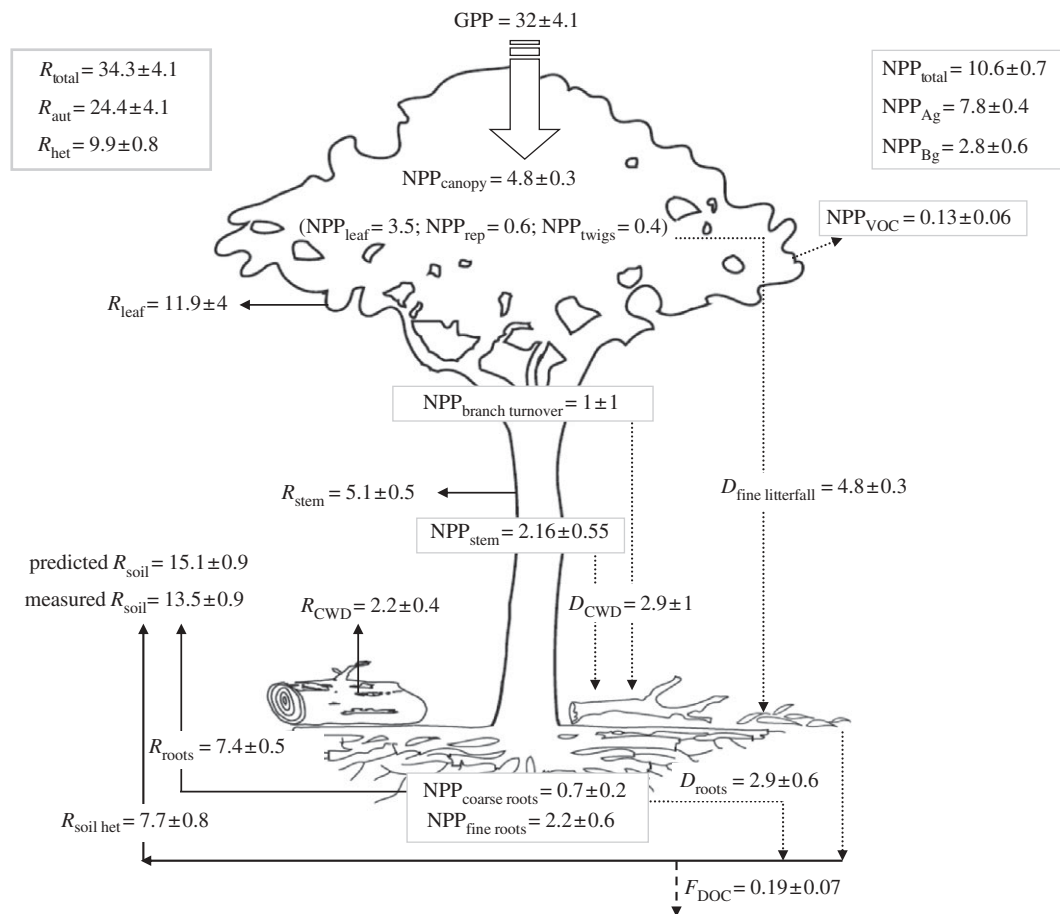 GPP = 32±4.1
R_total = 34.3±4.1
R_aut = 24.4±4.1
R_het = 9.9±0.8
NPP_total = 10.6±0.7
NPP_Ag = 7.8±0.4
NPP_Bg = 2.8±0.6
NPP_canopy = 4.8±0.3
(NPP_leaf = 3.5; NPP_rep = 0.6; NPP_twigs = 0.4)
NPP_VOC = 0.13±0.06
R_leaf = 11.9±4
NPP_branch turnover = 1±1
R_stem = 5.1±0.5
D_fine litterfall = 4.8±0.3
NPP_stem = 2.16±0.55
predicted R_soil = 15.1±0.9
measured R_soil = 13.5±0.9
R_CWD = 2.2±0.4
D_CWD = 2.9±1
R_roots = 7.4±0.5
NPP_coarse roots = 0.7±0.2
NPP_fine roots = 2.2±0.6
D_roots = 2.9±0.6
R_soil het = 7.7±0.8
F_DOC = 0.19±0.07